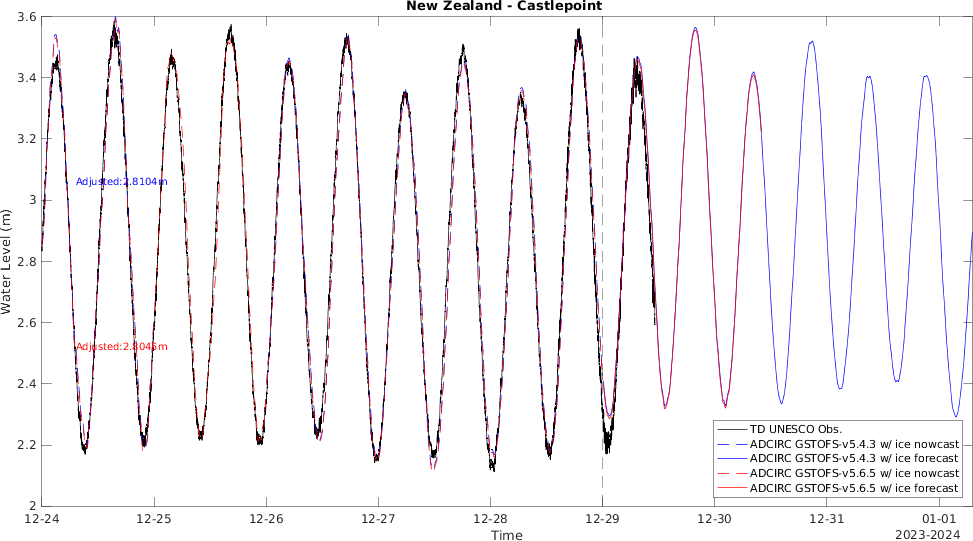 New Zealand - Castlepoint
3.6
3.4
3.2
3
2.8
2.6
2.4
2.2
2
Water Level (m)
Adjusted:2.8104m
Adjusted:2.8045m
TD UNESCO Obs.
ADCIRC GSTOFS-v5.4.3 w/ ice nowcast
ADCIRC GSTOFS-v5.4.3 w/ ice forecast
ADCIRC GSTOFS-v5.6.5 w/ ice nowcast
ADCIRC GSTOFS-v5.6.5 w/ ice forecast
12-24 12-25 12-26 12-27 12-28 12-29 12-30 12-31 01-01
Time
2023-2024